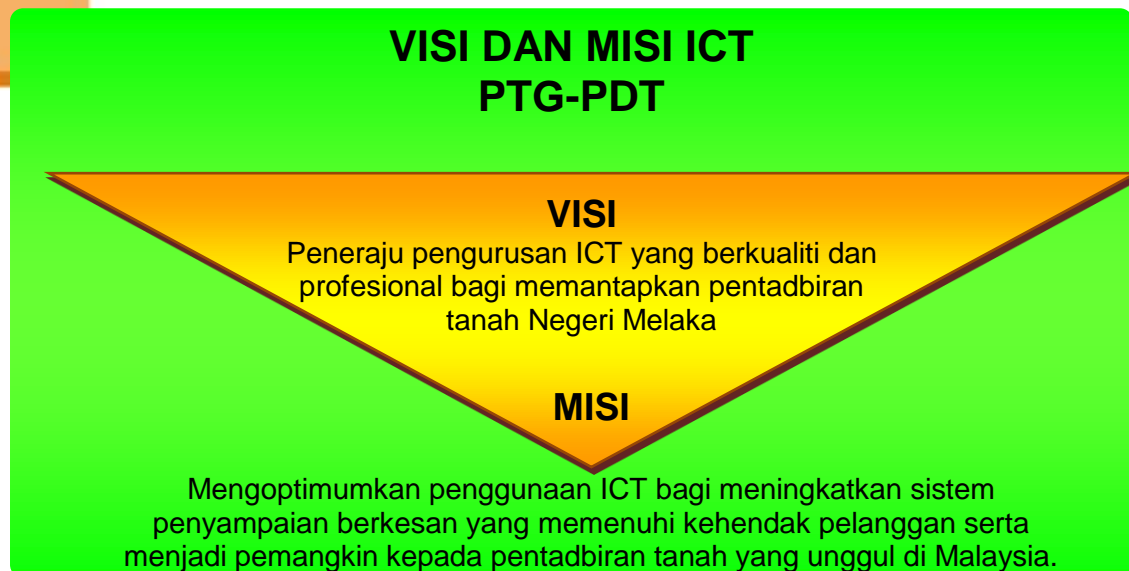 VISI DAN MISI ICT
PTG-PDT
VISI
Peneraju pengurusan ICT yang berkualiti dan
profesional bagi memantapkan pentadbiran
tanah Negeri Melaka
MISI
Mengoptimumkan penggunaan ICT bagi meningkatkan sistem
penyampaian berkesan yang memenuhi kehendak pelanggan serta
menjadi pemangkin kepada pentadbiran tanah yang unggul di Malaysia.